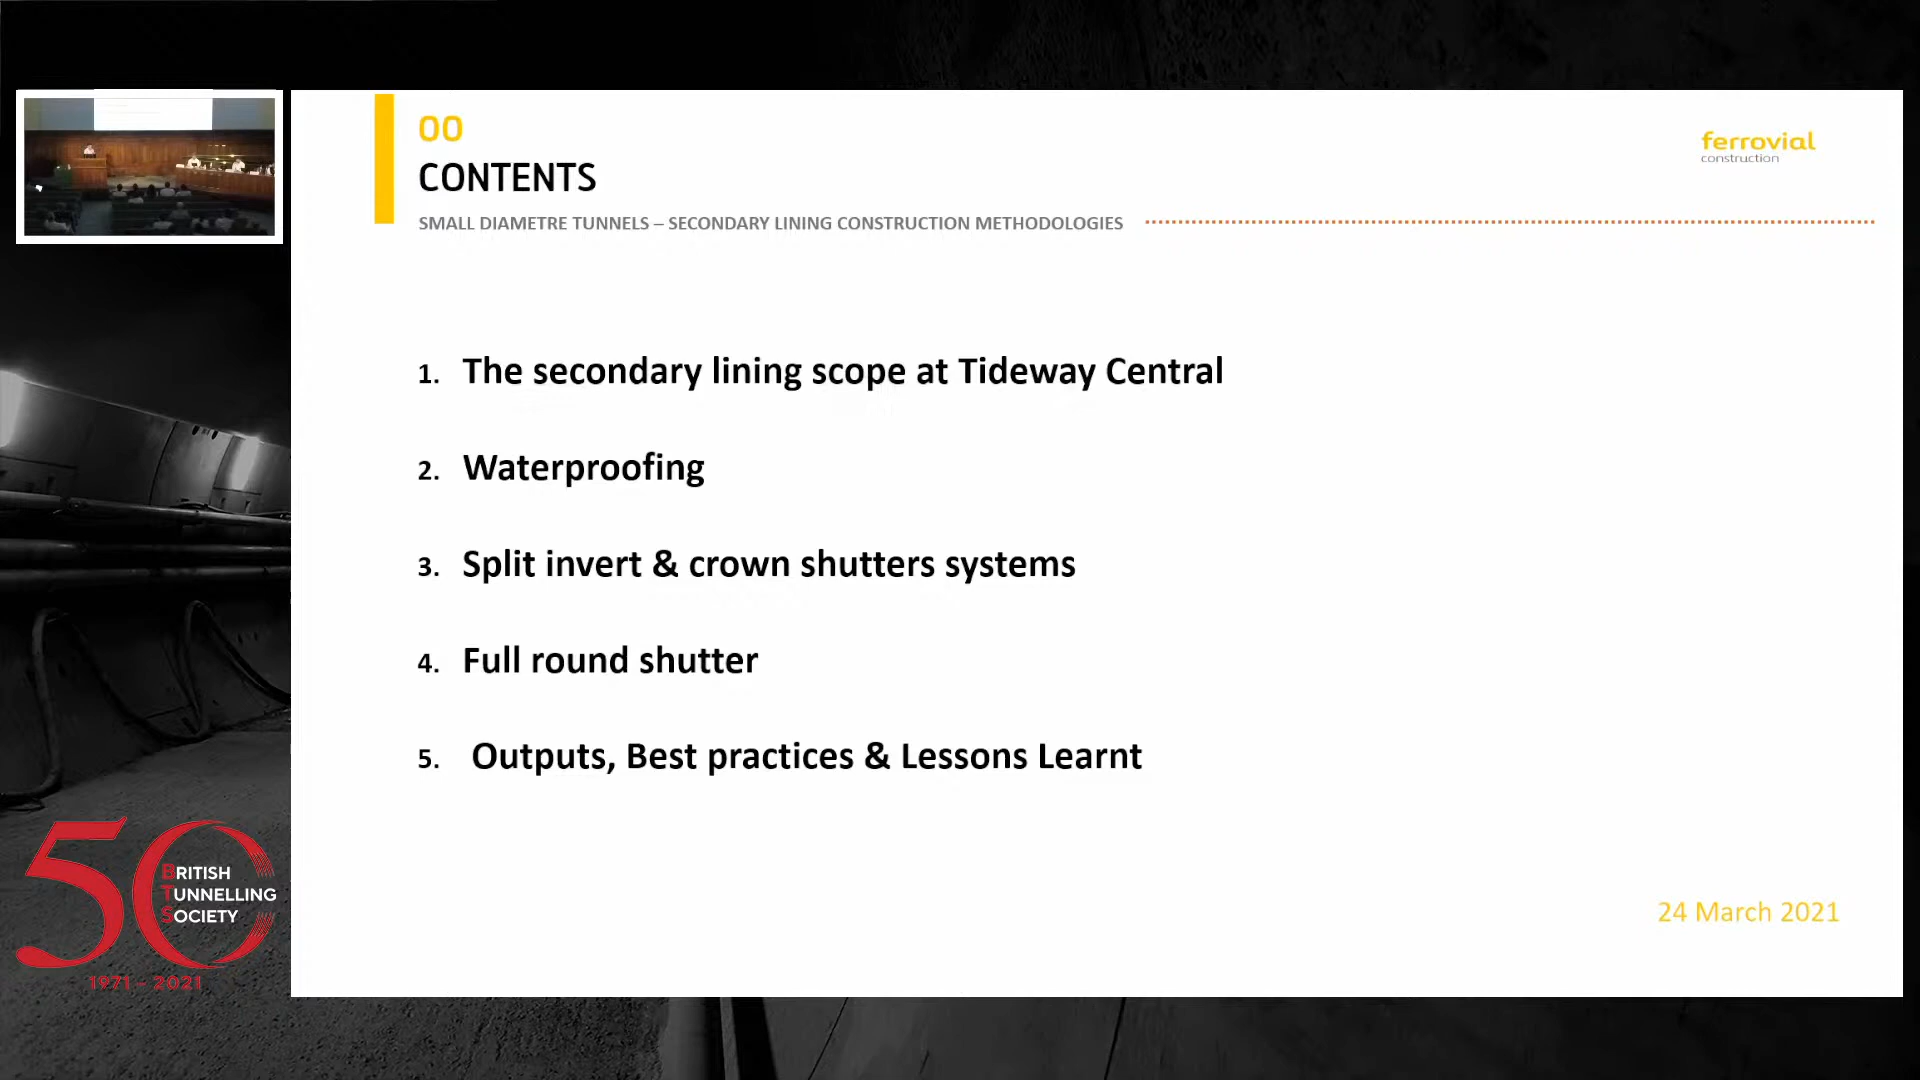 00
CONTENTS
ferrovial
construction
SMALL DIAMETRE TUNNELS – SECONDARY LINING CONSTRUCTION METHODOLOGIES
1. The secondary lining scope at Tideway Central
2. Waterproofing
3. Split invert & crown shutters systems
4. Full round shutter
5. Outputs, Best practices & Lessons Learnt
24 March 2021
50
BRITISH
TUNNELLING
SOCIETY
1971 - 2021